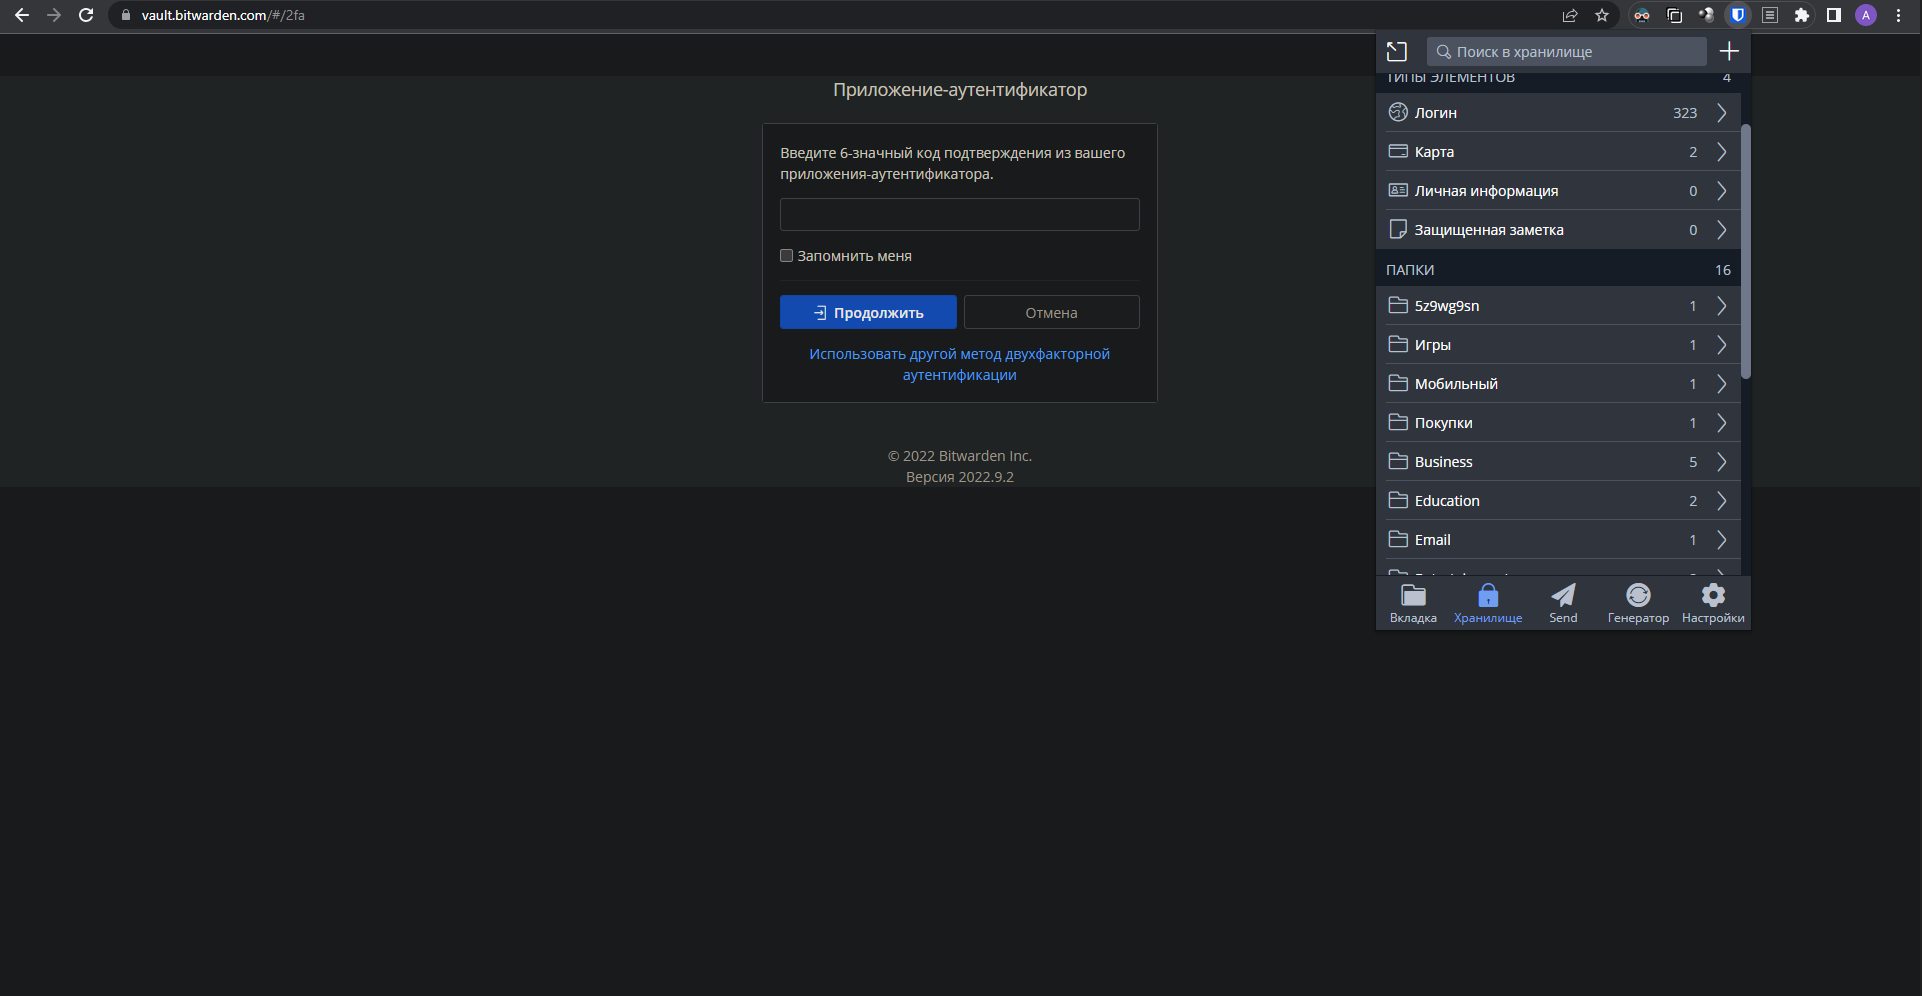 vault.bitwarden.com/#/2fa
A
Поиск в хранилище
ТИПЫ ЭЛЕМЕНТОВ 4
Логин 323
Карта 2
Личная информация 0
Защищенная заметка 0
ПАПКИ 16
5z9wg9sn 1
Игры 1
Мобильный 1
Покупки 1
Business 5
Education 2
Email 1
Вкладка
Хранилище
Send
Генератор
Настройки
Приложение-аутентификатор
Введите 6-значный код подтверждения из вашего
приложения-аутентификатора.
Запомнить меня
Продолжить
Отмена
Использовать другой метод двухфакторной
аутентификации
© 2022 Bitwarden Inc.
Версия 2022.9.2